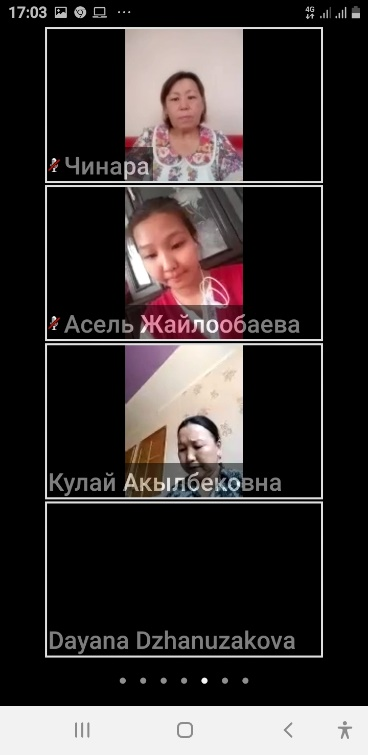 17:03
4G
Чинара
Асель Жайлообаева
Кулай Акылбековна
Dayana Dzhanuzakova